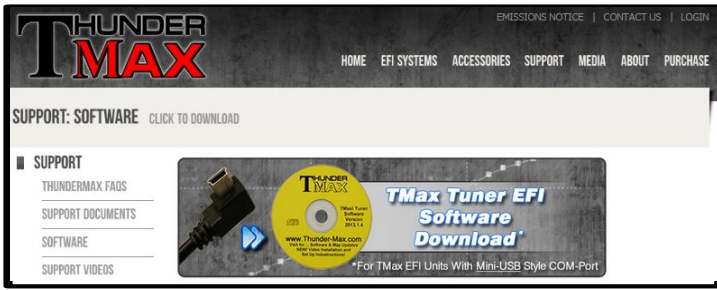 EMISSIONS NOTICE | CONTACT US | LOGIN
THUNDER
MAX
HOME EFI SYSTEMS ACCESSORIES SUPPORT MEDIA ABOUT PURCHASE
SUPPORT: SOFTWARE CLICK TO DOWNLOAD
SUPPORT
THUNDERMAX FAQS
SUPPORT DOCUMENTS
SOFTWARE
SUPPORT VIDEOS
THUNDER
MAX
TMaxI Tuner
Software
Version
2013.1.4
www.Thunder-Max.com
TMax Tuner EFI
Software
Download*
*For TMax EFI Units With Mini-USB Style COM-Port